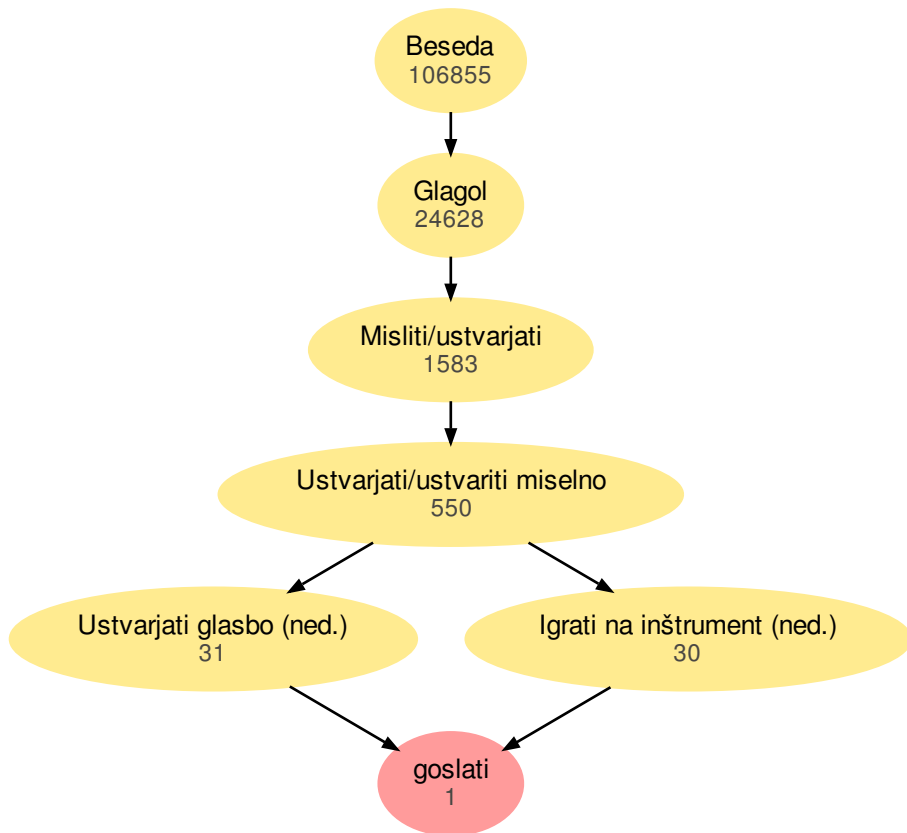 Beseda
106855
Glagol
24628
Misliti/ustvarjati
1583
Ustvarjati/ustvariti miselno
550
Ustvarjati glasbo (ned.)
31
Igrati na inštrument (ned.)
30
goslati
1